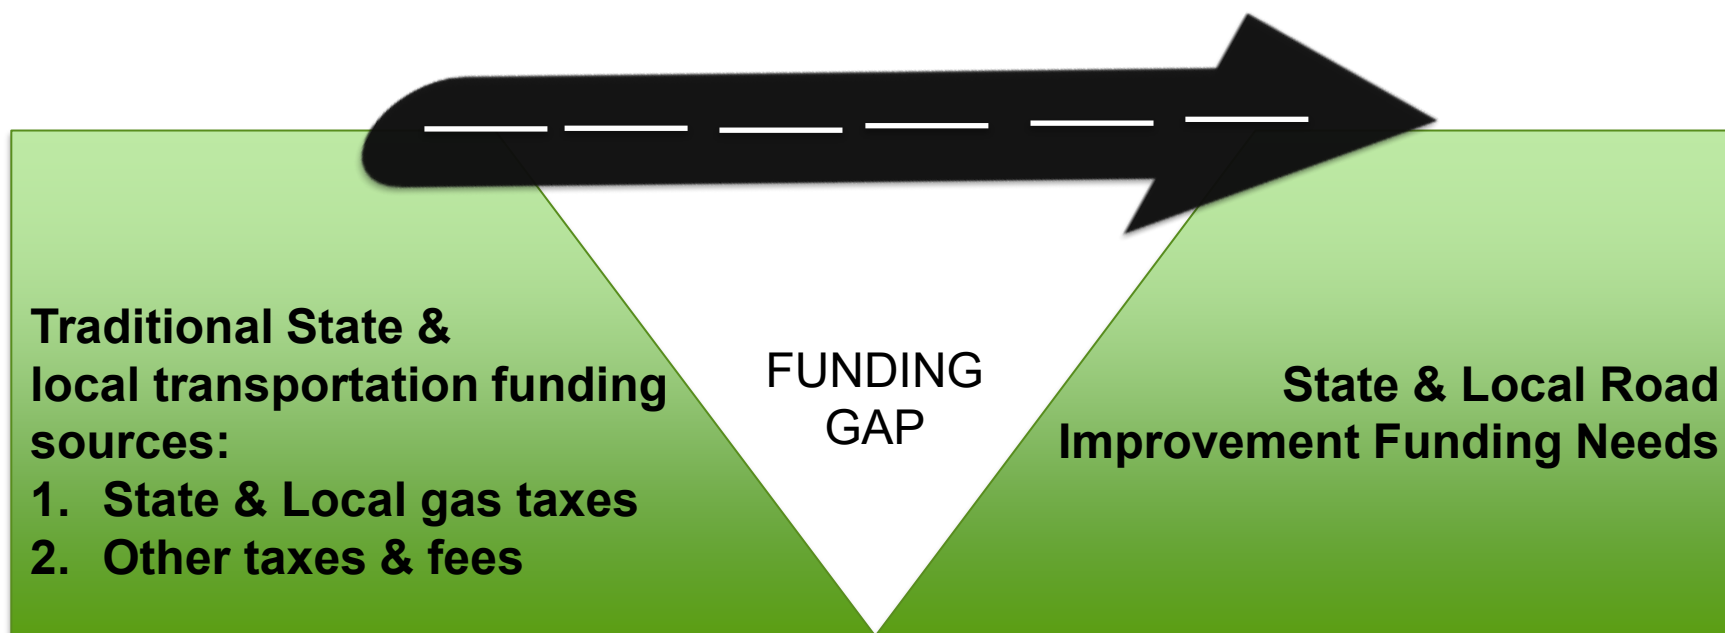 Traditional State &
local transportation funding
sources:
1. State & Local gas taxes
2. Other taxes & fees
FUNDING
GAP
State & Local Road
Improvement Funding Needs